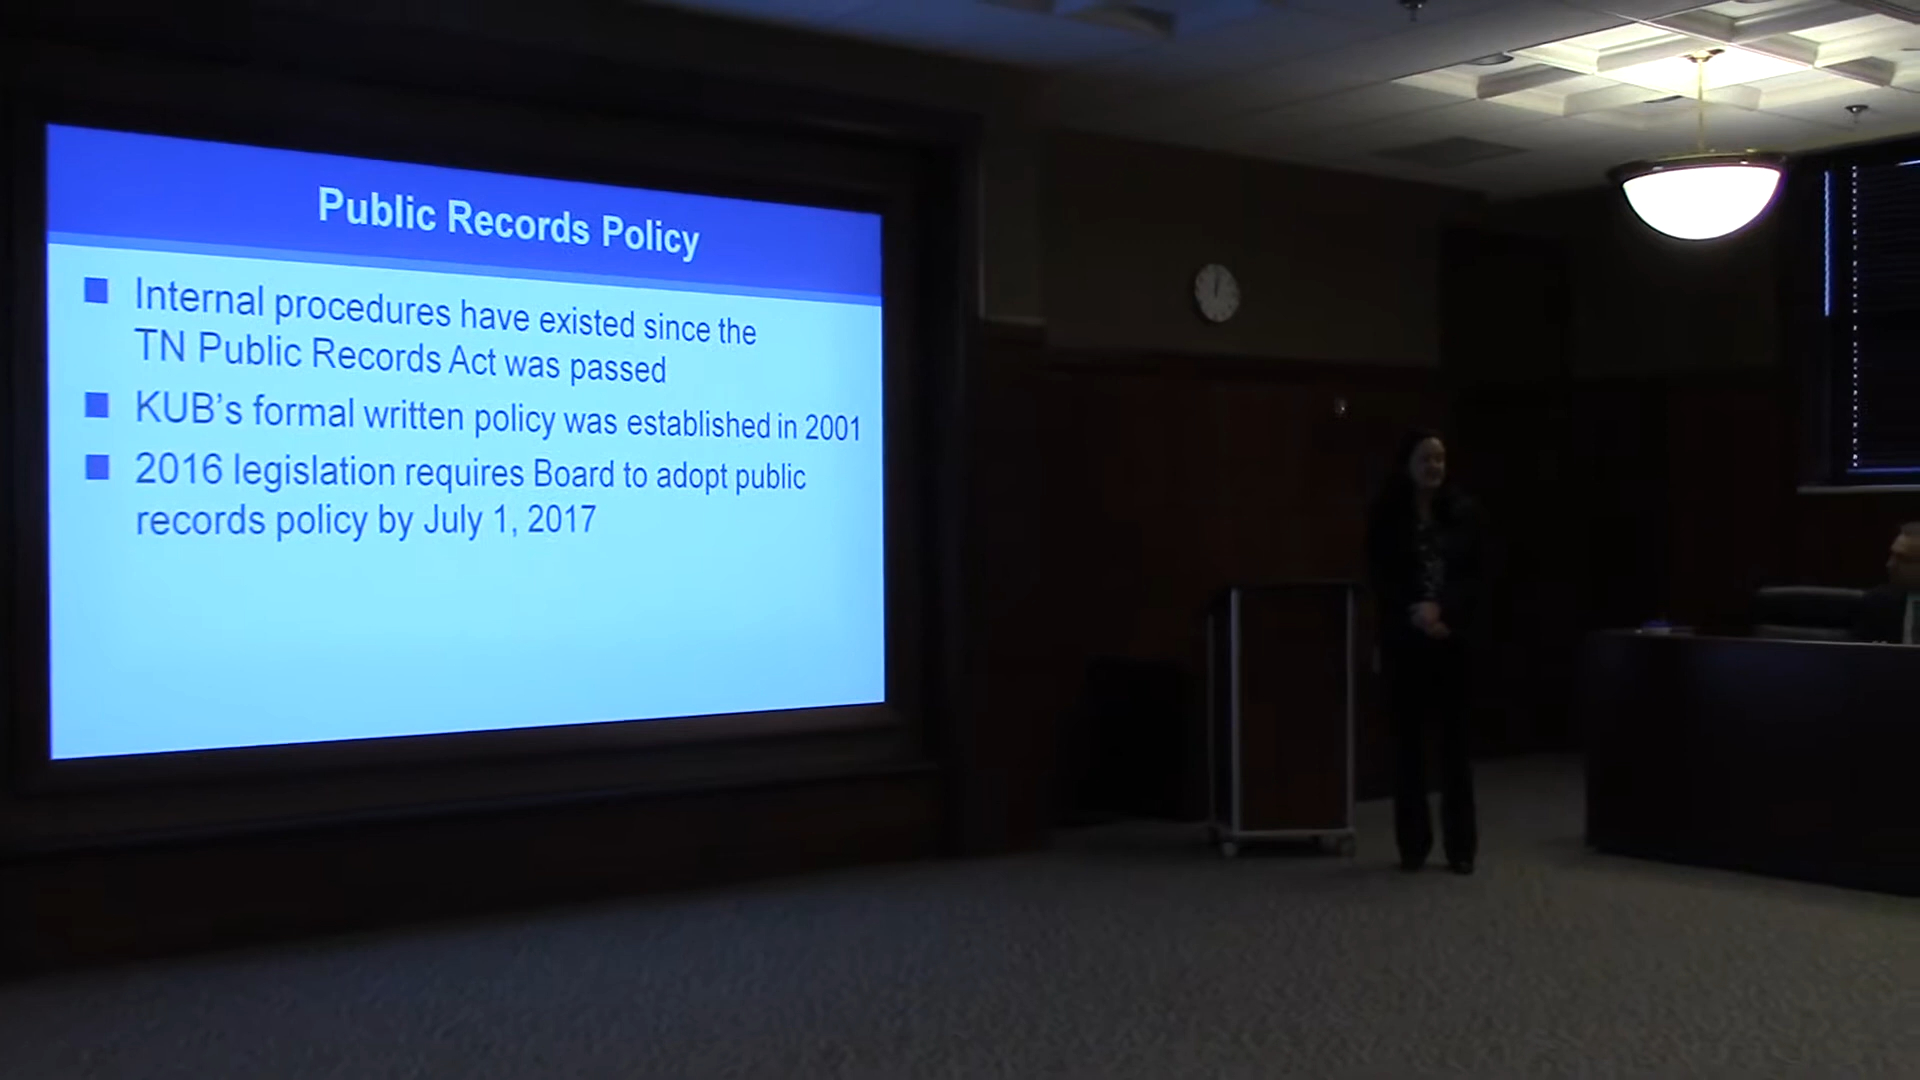 Public Records Policy
Internal procedures have existed since the
TN Public Records Act was passed
KUB's formal written policy was established in 2001
2016 legislation requires Board to adopt public
records policy by July 1, 2017